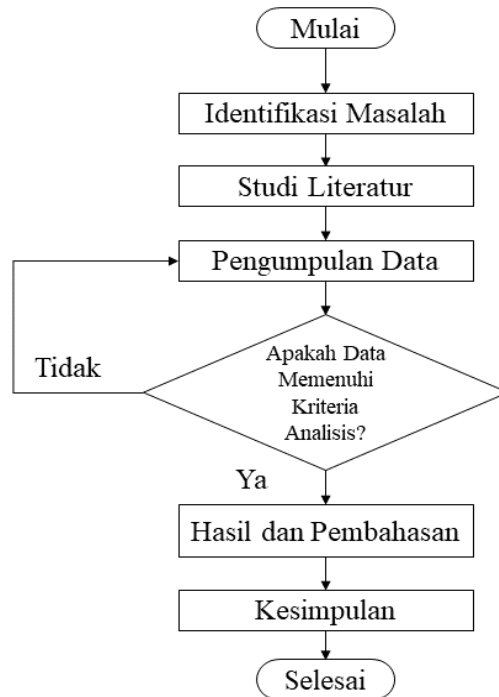 Mulai
Identifikasi Masalah
Studi Literatur
Pengumpulan Data
Apakah Data
Memenuhi
Kriteria
Analisis?
Tidak
Ya
Hasil dan Pembahasan
Kesimpulan
Selesai